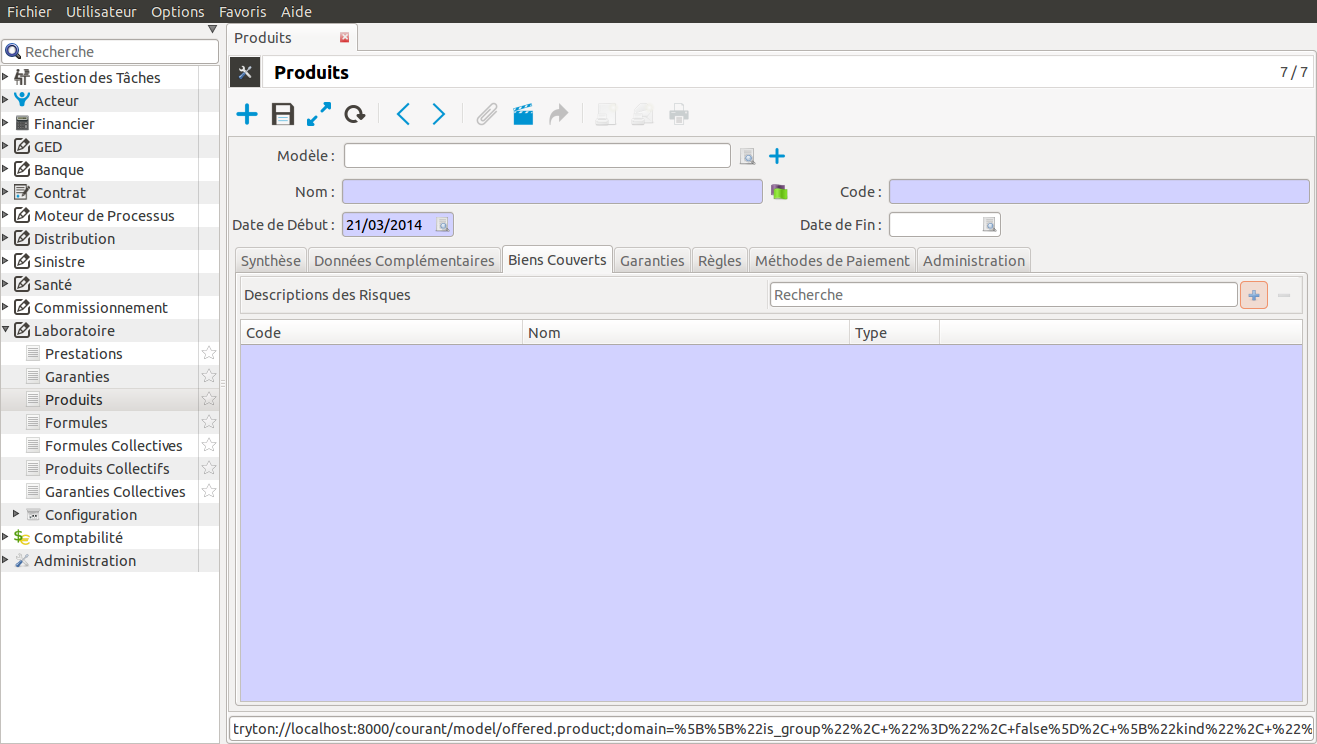 Fichier Utilisateur Options Favoris Aide
Recherche
Gestion des Tâches
Acteur
Financier
GED
Banque
Contrat
Moteur de Processus
Distribution
Sinistre
Santé
Commissionnement
Laboratoire
Prestations
Garanties
Produits
Formules
Formules Collectives
Produits Collectifs
Garanties Collectives
Configuration
Comptabilité
Administration
Produits
Produits 7 / 7
Modèle :
Nom : Code :
Date de Début : 21/03/2014 Date de Fin :
Synthèse Données Complémentaires Biens Couverts Garanties Règles Méthodes de Paiement Administration
Descriptions des Risques Recherche
Code Nom Type
tryton://localhost:8000/courant/model/offered.product;domain=%5B%5B%22is_group%22%2C+%22%3D%22%2C+false%5D%2C+%5B%22kind%22%2C+%22%